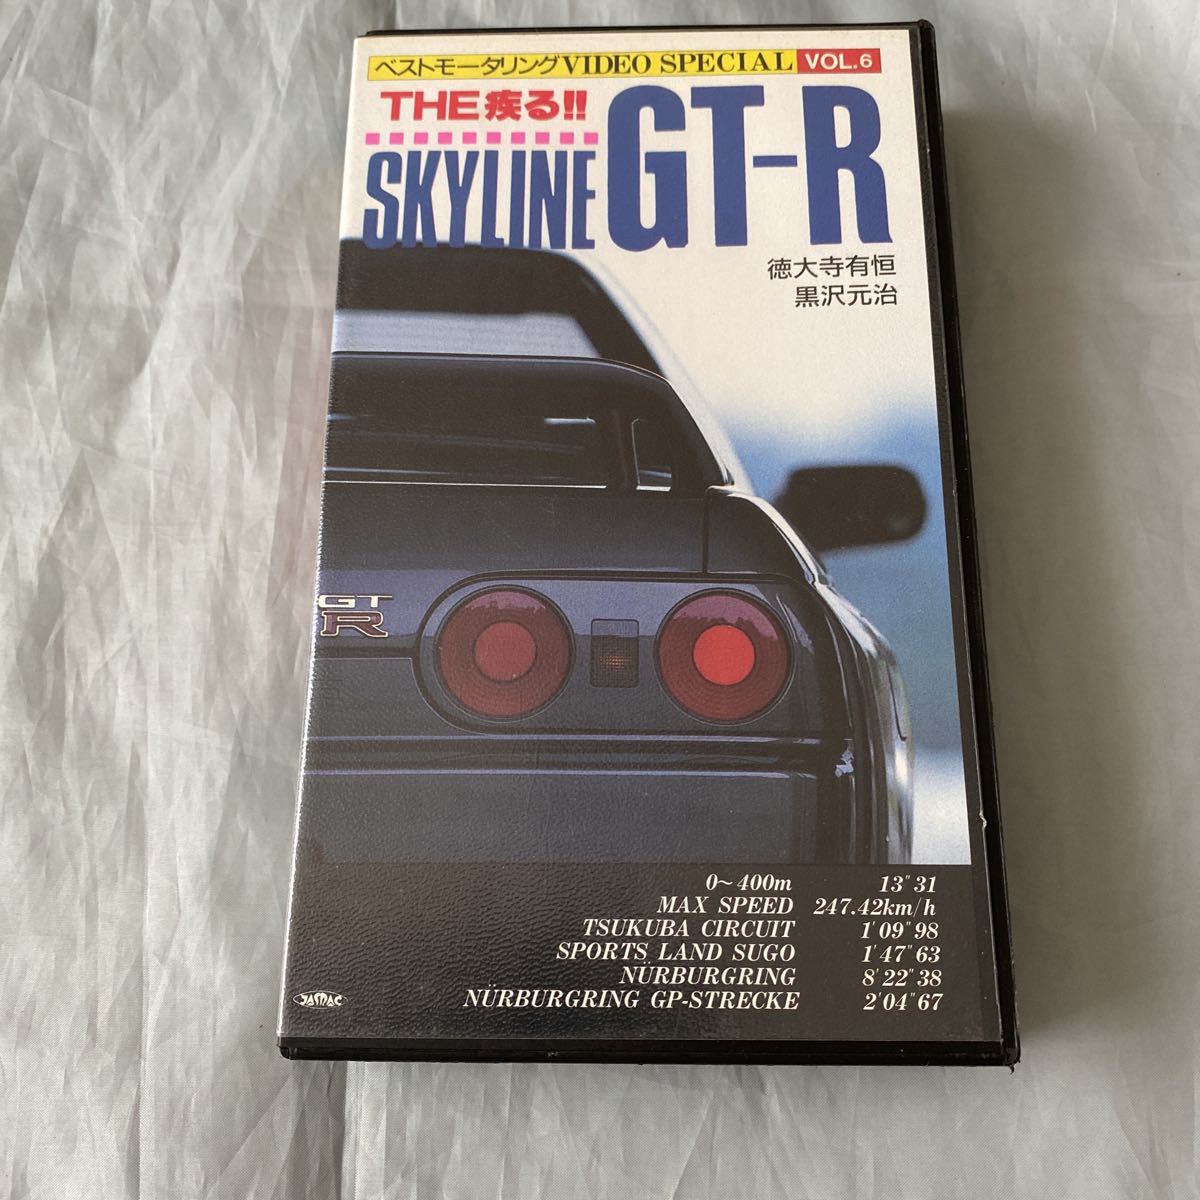 ベストモータリングVIDEO SPECIAL VOL.6
THE疾る!!
SKYLINE GT-R
徳大寺有恒
黒沢元治
GT
R
0~400m 13"31
MAX SPEED 247.42km/h
TSUKUBA CIRCUIT 1'09"98
SPORTS LAND SUGO 1'47"63
NÜRBURGRING 8'22"38
NÜRBURGRING GP-STRECKE 2'04"67
JASMAC